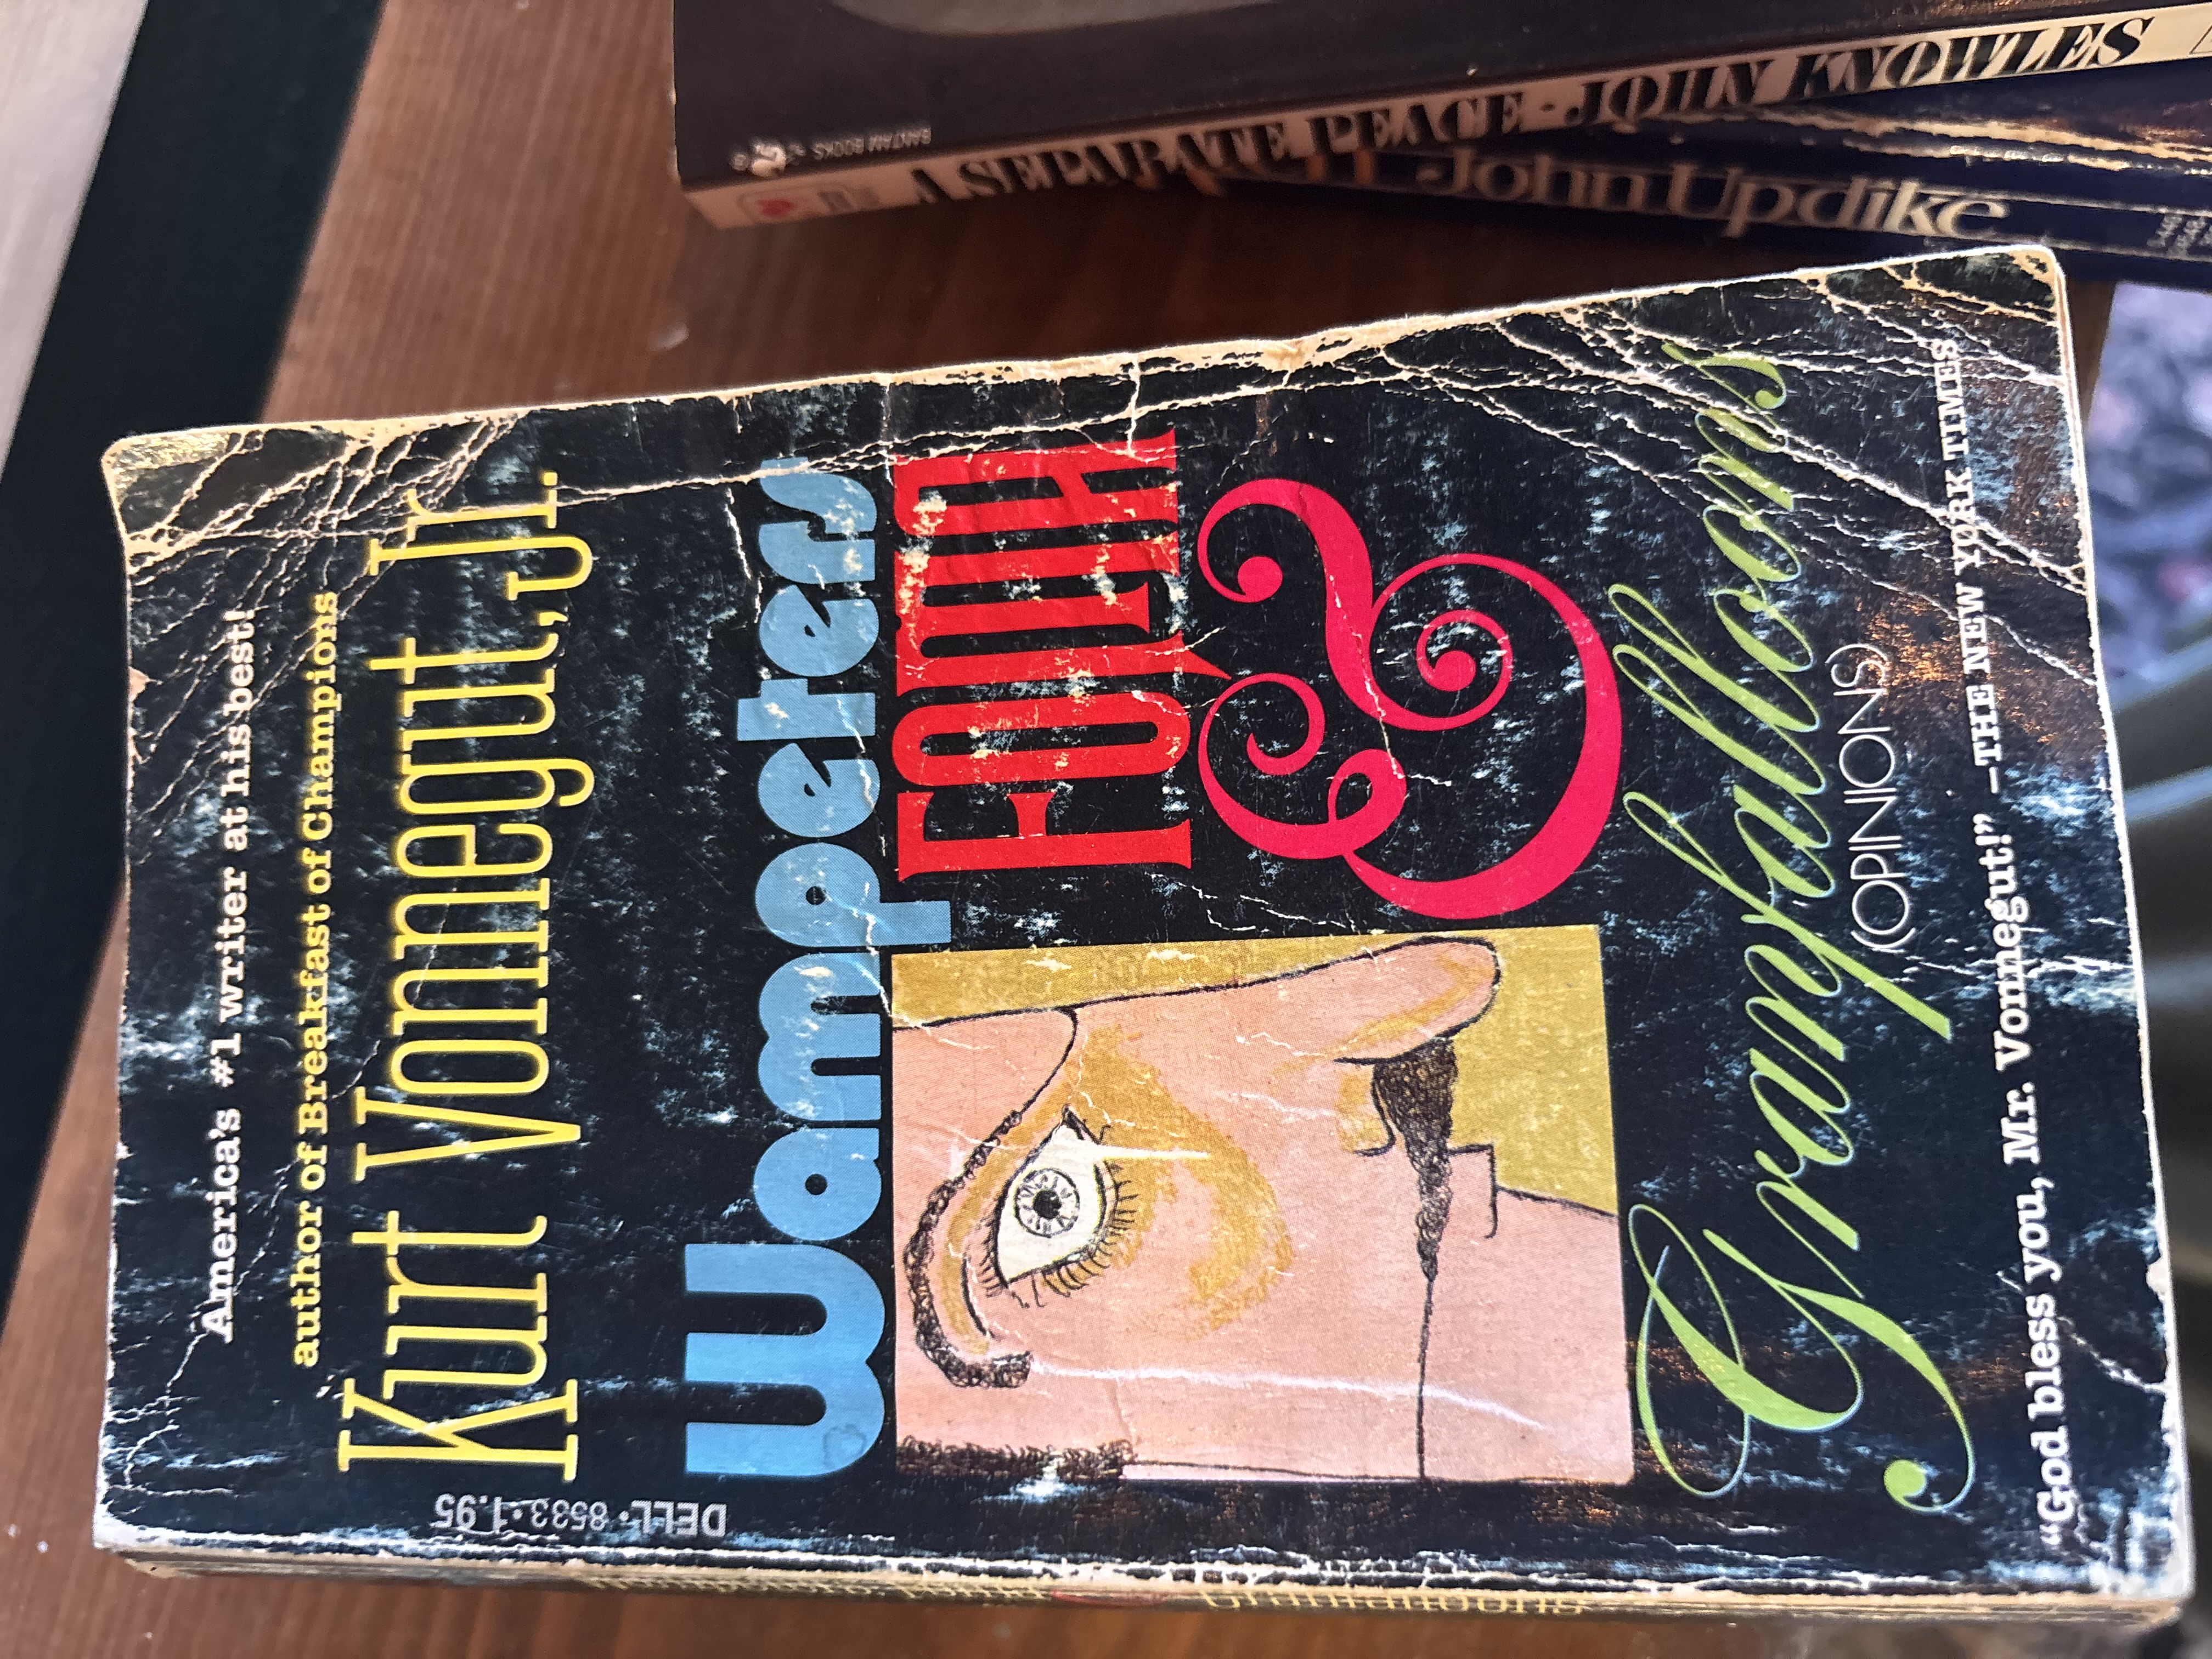 America's #1 writer at his best!
author of Breakfast of Champions
Kurt Vonnegut, Jr.
DELL • 8533 • 1.95
Wampeters
FOMA
&
Granfalloons
(OPINIONS)
"God bless you, Mr. Vonnegut!" –THE NEW YORK TIMES
Granfalloons
BANTAM BOOKS
A SEPARATE PEACE • JOHN KNOWLES
John Updike